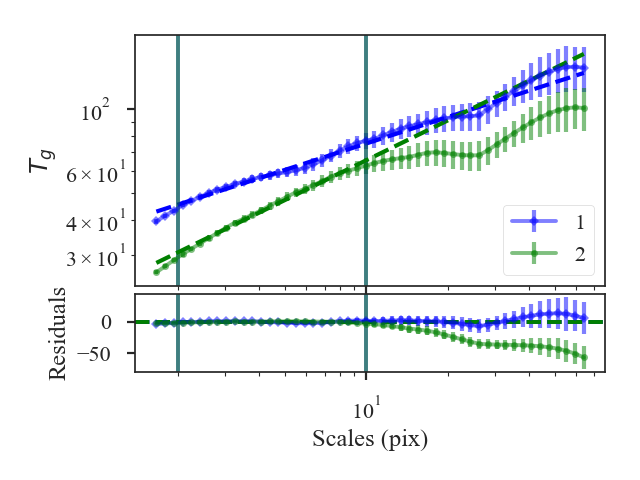 T_g
10^2
6 × 10^1
4 × 10^1
3 × 10^1
1
2
Residuals
0
−50
10^1
Scales (pix)